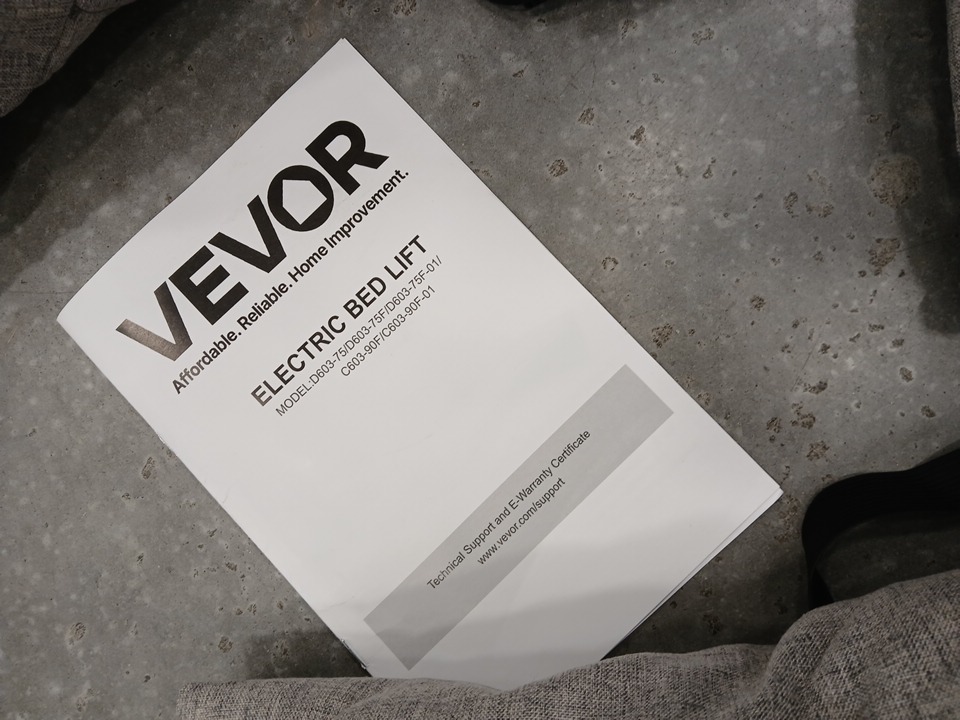 VEVOR
Affordable. Reliable. Home Improvement.
ELECTRIC BED LIFT
MODEL:D603-75/D603-75F/D603-75F-01/
C603-90F/C603-90F-01
Technical Support and E-Warranty Certificate
www.vevor.com/support